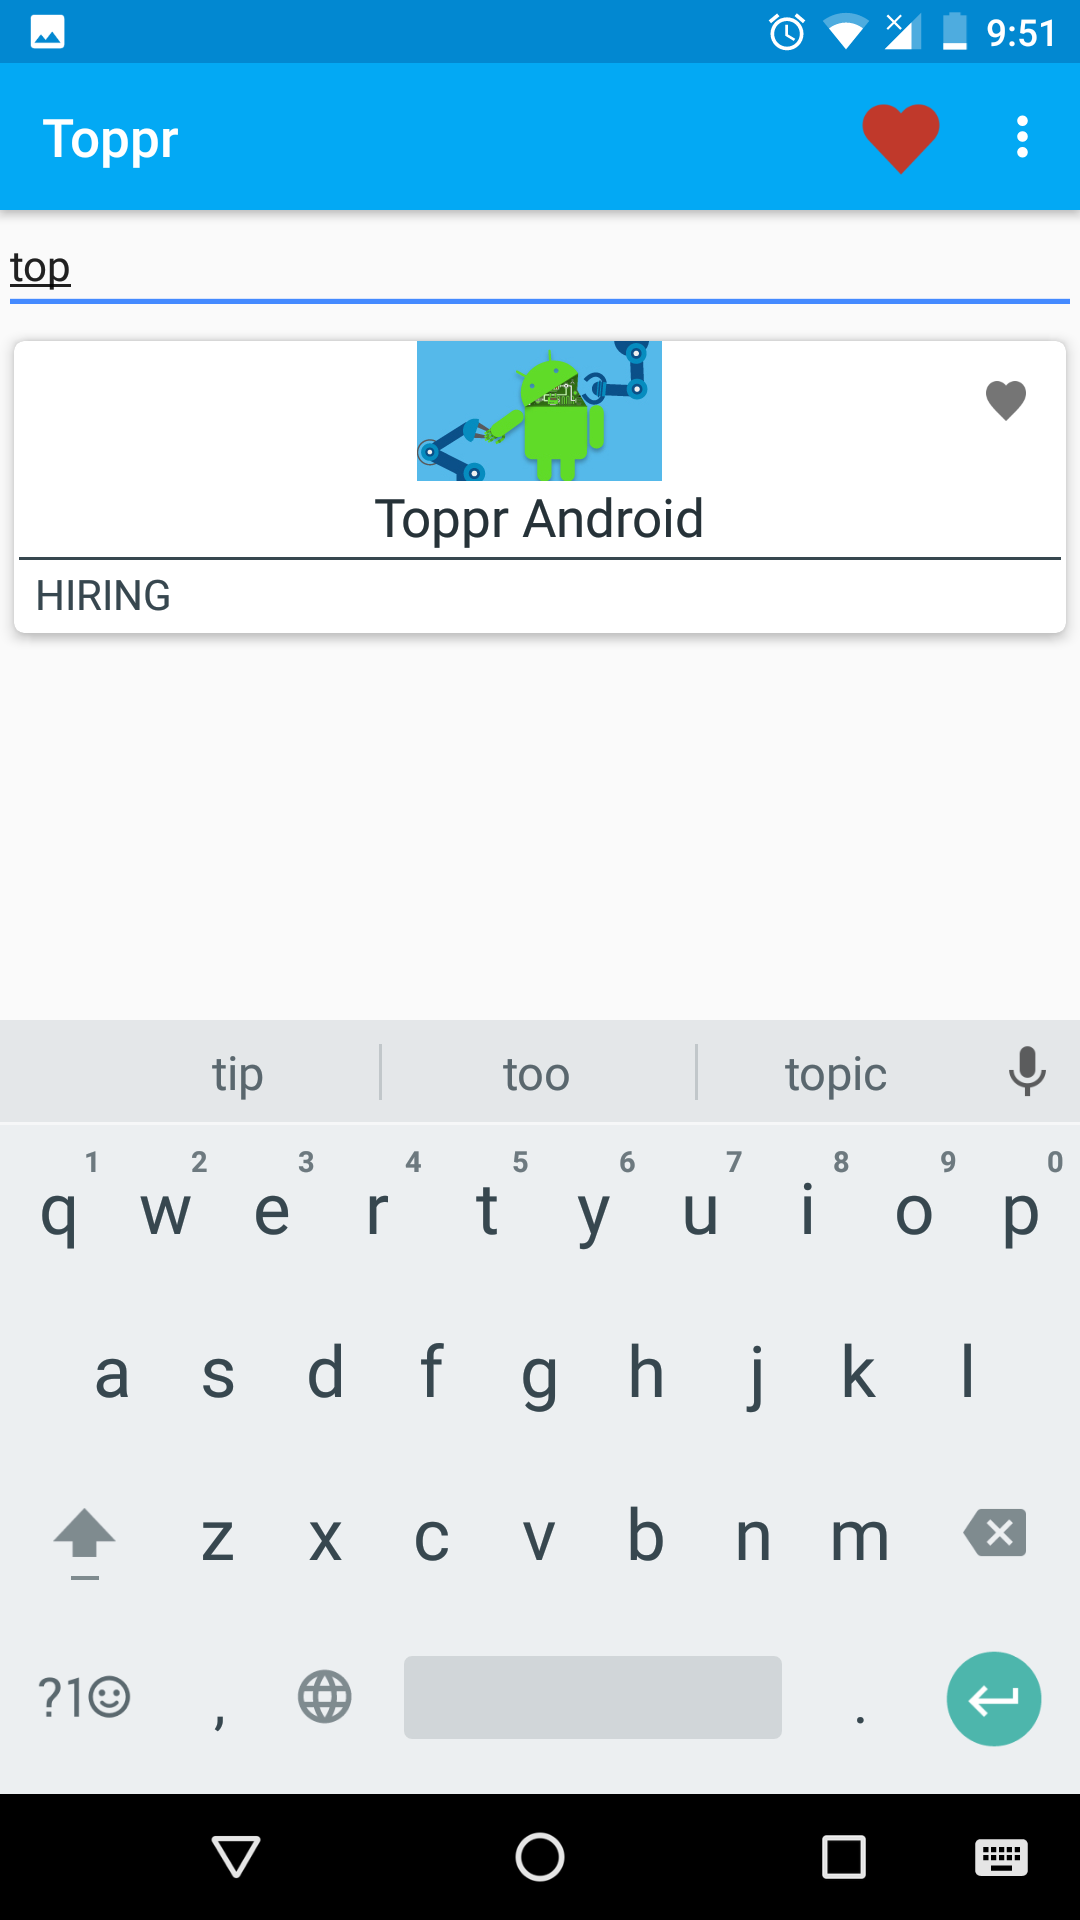 9:51
Toppr
top
Toppr Android
HIRING
tip too topic
1 2 3 4 5 6 7 8 9 0
q w e r t y u i o p
a s d f g h j k l
z x c v b n m
?1☺ , .